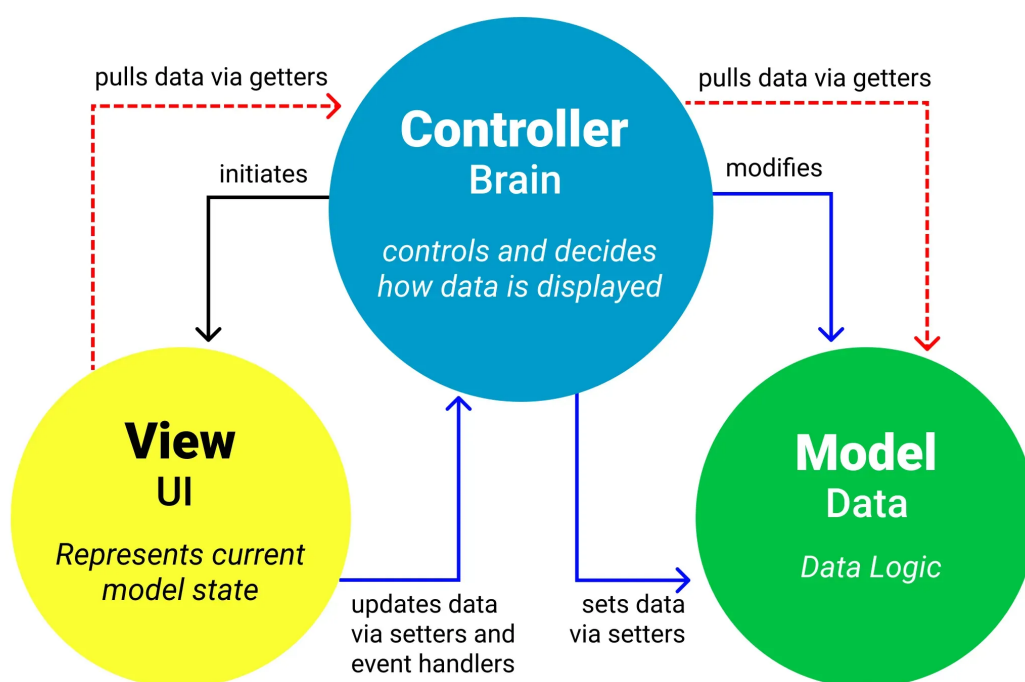 pulls data via getters
pulls data via getters
Controller
Brain
controls and decides
how data is displayed
initiates
modifies
View
UI
Represents current
model state
Model
Data
Data Logic
updates data
via setters and
event handlers
sets data
via setters